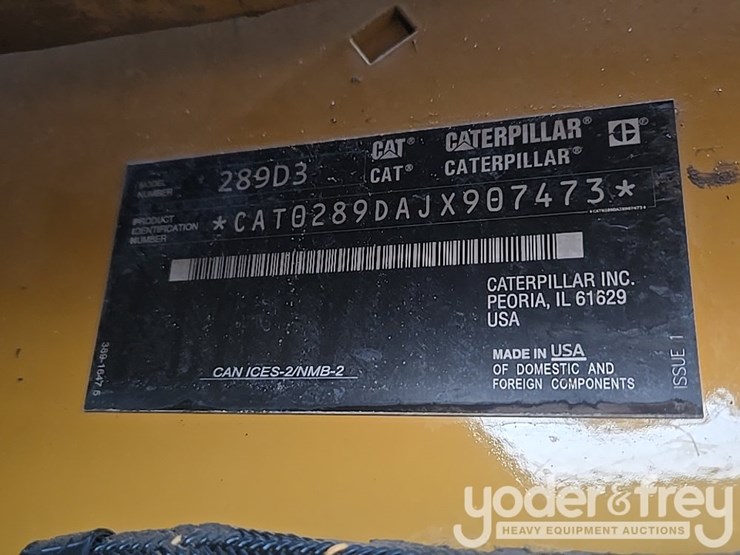 CAT® CATERPILLAR®
CAT® CATERPILLAR®
MODEL NUMBER 289D3
PRODUCT IDENTIFICATION NUMBER *CAT0289DAJX907473*
*CAT0289DAJX907473*
CATERPILLAR INC.
PEORIA, IL 61629
USA
MADE IN USA
OF DOMESTIC AND
FOREIGN COMPONENTS
CAN ICES-2/NMB-2
ISSUE 1
yoder&frey
HEAVY EQUIPMENT AUCTIONS